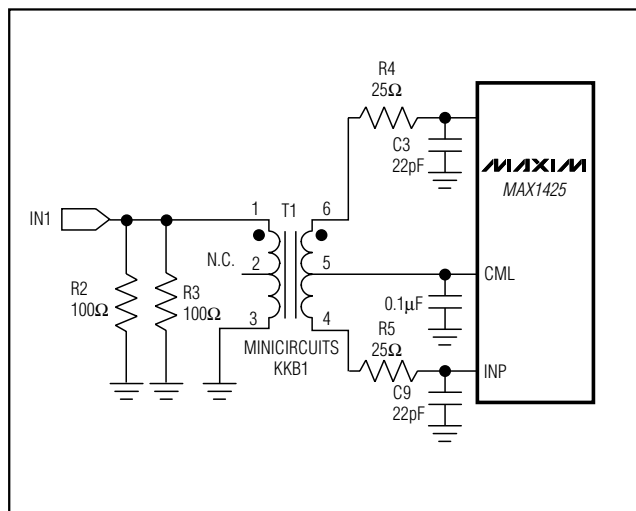 R4
25Ω
C3
22pF
MAXIM
MAX1425
IN1
1
T1
6
N.C.
2
5
CML
R2
100Ω
R3
100Ω
0.1µF
3
4
MINICIRCUITS
KKB1
R5
25Ω
INP
C9
22pF